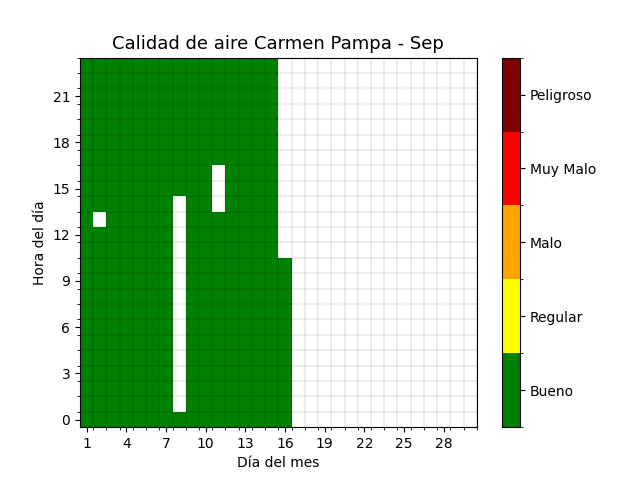 Calidad de aire Carmen Pampa - Sep
Hora del día
21
18
15
12
9
6
3
0
1 4 7 10 13 16 19 22 25 28
Día del mes
Peligroso
Muy Malo
Malo
Regular
Bueno